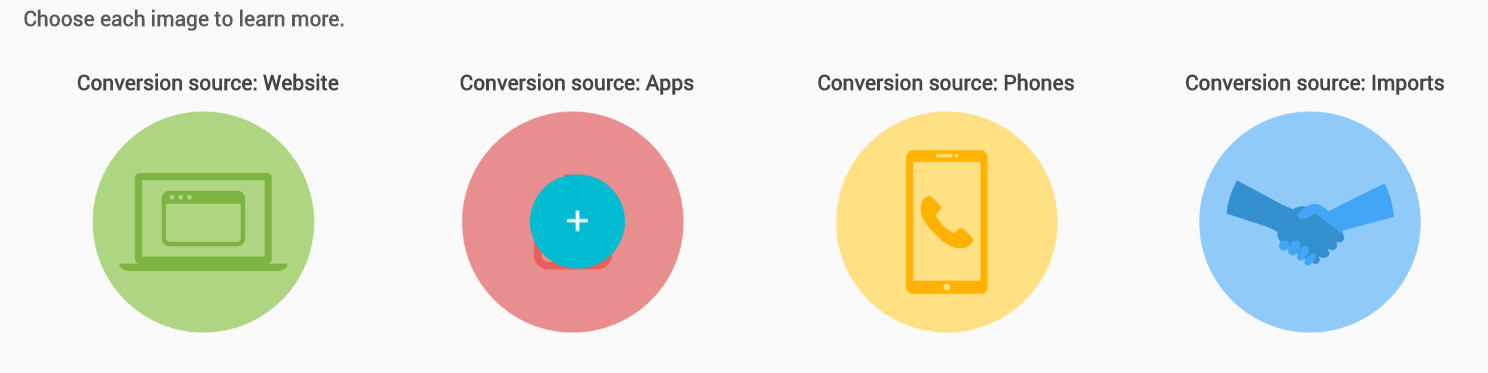 Choose each image to learn more.
Conversion source: Website
Conversion source: Apps
Conversion source: Phones
Conversion source: Imports
+